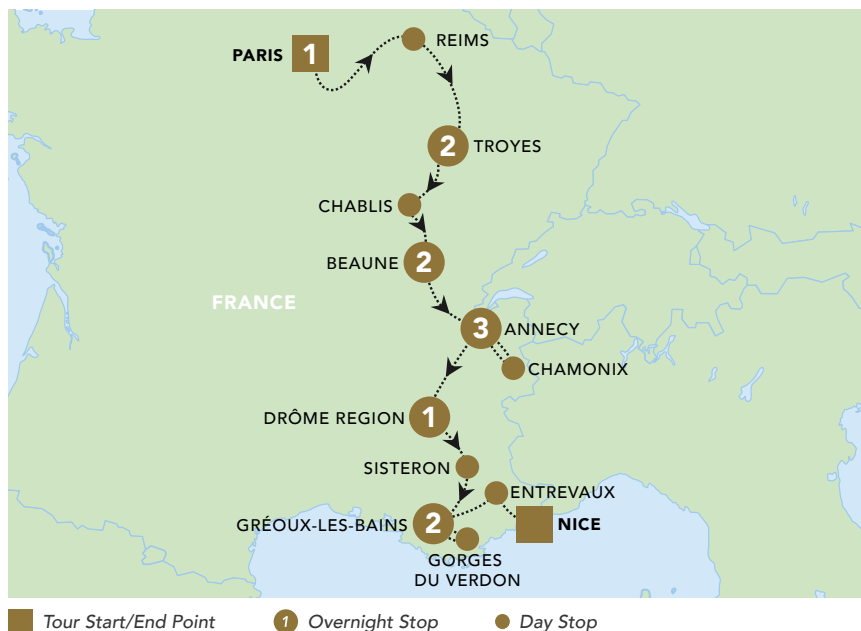 PARIS
1
REIMS
2
TROYES
CHABLIS
BEAUNE
2
FRANCE
3
ANNECY
CHAMONIX
DRÔME REGION
1
SISTERON
ENTREVAUX
GRÉOUX-LES-BAINS
2
NICE
GORGES
DU VERDON
Tour Start/End Point
1
Overnight Stop
Day Stop